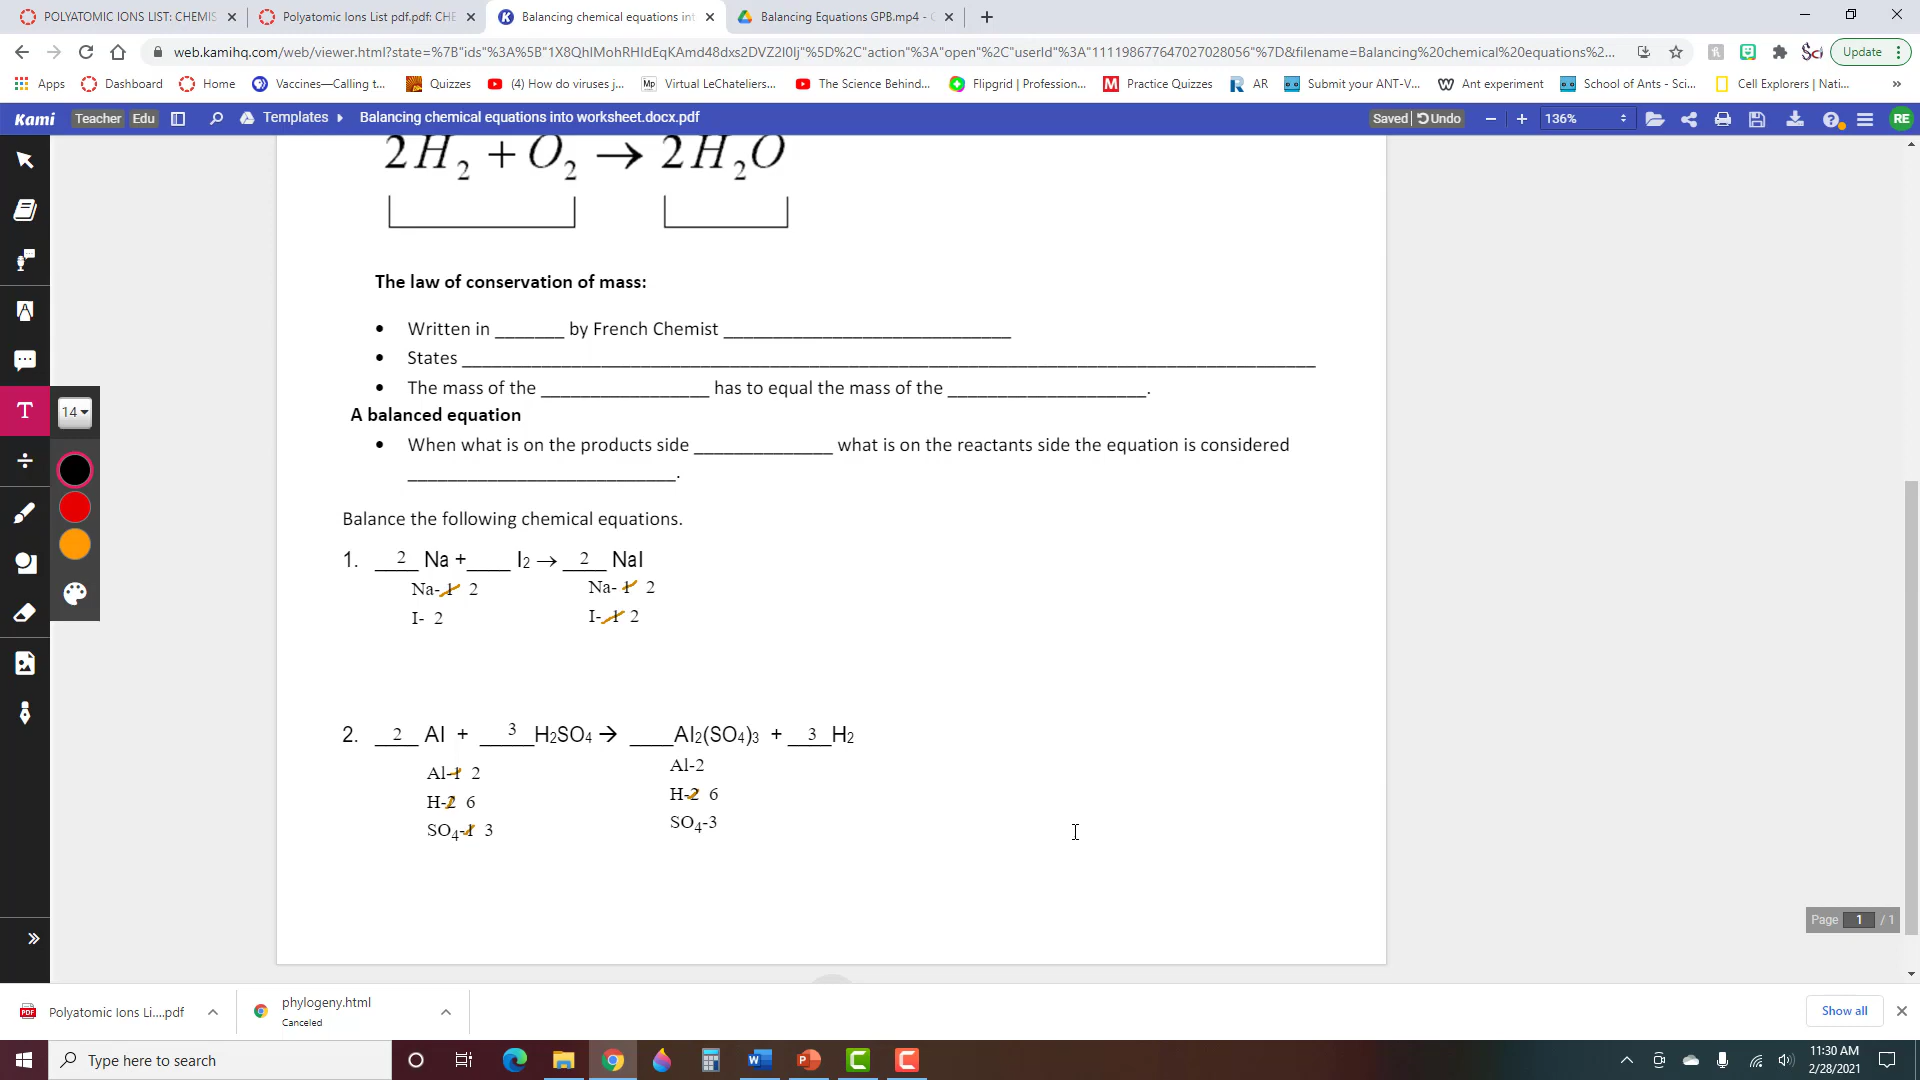 POLYATOMIC IONS LIST: CHEMIS
Polyatomic Ions List pdf.pdf: CHE
Balancing chemical equations int
Balancing Equations GPB.mp4 -
web.kamihq.com/web/viewer.html?state=%7B"ids"%3A%5B"1X8QhIMohRHIdEqKAmd48dxs2DVZ2I0Ij"%5D%2C"action"%3A"open"%2C"userId"%3A"111198677647027028056"%7D&filename=Balancing%20chemical%20equations%2...
Update
Apps Dashboard Home Vaccines—Calling t... Quizzes (4) How do viruses j... Virtual LeChateliers... The Science Behind... Flipgrid | Profession... Practice Quizzes AR Submit your ANT-V... Ant experiment School of Ants - Sci... Cell Explorers | Nati... »
Kami Teacher Edu Templates Balancing chemical equations into worksheet.docx.pdf Saved Undo 136% RE
2H₂ + O₂ → 2H₂O
The law of conservation of mass:
• Written in _______ by French Chemist _____________________________
• States ______________________________________________________________________________________
• The mass of the _________________ has to equal the mass of the ____________________.
A balanced equation
• When what is on the products side ______________ what is on the reactants side the equation is considered
___________________________.
Balance the following chemical equations.
1. __2__ Na +____ I₂ → __2__ NaI
Na- 1 2 Na- 1 2
I- 2 I- 1 2
2. __2__ Al + ___3__H₂SO₄ → ____Al₂(SO₄)₃ + __3__H₂
Al-1 2 Al-2
H-2 6 H-2 6
SO₄-1 3 SO₄-3
T 14
Page 1 / 1
Polyatomic Ions Li....pdf
phylogeny.html
Canceled
Show all
Type here to search
11:30 AM
2/28/2021